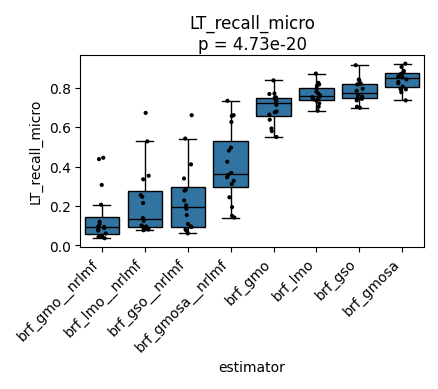 LT_recall_micro
p = 4.73e-20
LT_recall_micro
0.8
0.6
0.4
0.2
0.0
brf_gmo__nrlmf
brf_lmo__nrlmf
brf_gso__nrlmf
brf_gmosa__nrlmf
brf_gmo
brf_lmo
brf_gso
brf_gmosa
estimator